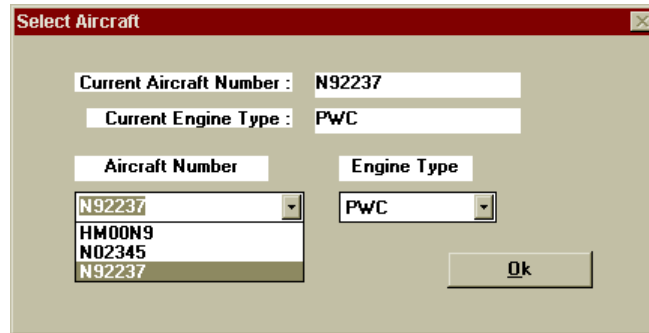 Select Aircraft
Current Aircraft Number : N92237
Current Engine Type : PWC
Aircraft Number Engine Type
N92237 PWC
HM00N9
N02345
N92237
Ok